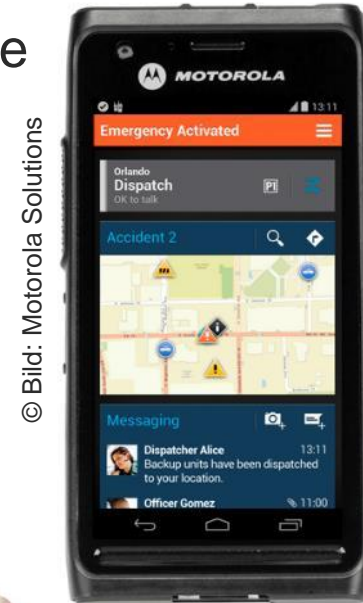 e
© Bild: Motorola Solutions
MOTOROLA
13:11
Emergency Activated
Orlando
Dispatch
OK to talk
P1
Accident 2
Messaging
Dispatcher Alice 13:11
Backup units have been dispatched
to your location.
Officer Gomez 11:00